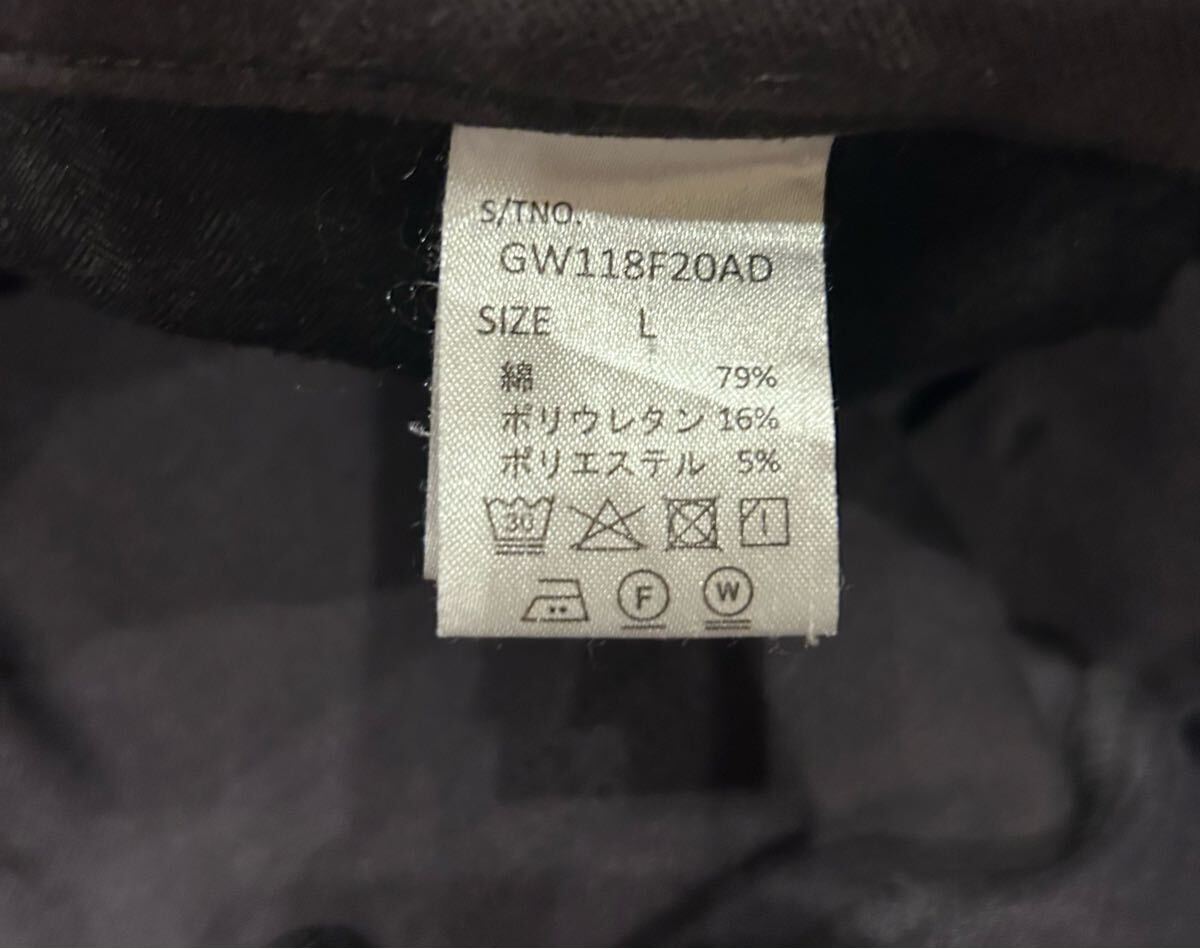 S/TNO.
GW118F20AD
SIZE L
綿 79%
ポリウレタン 16%
ポリエステル 5%
30
F W